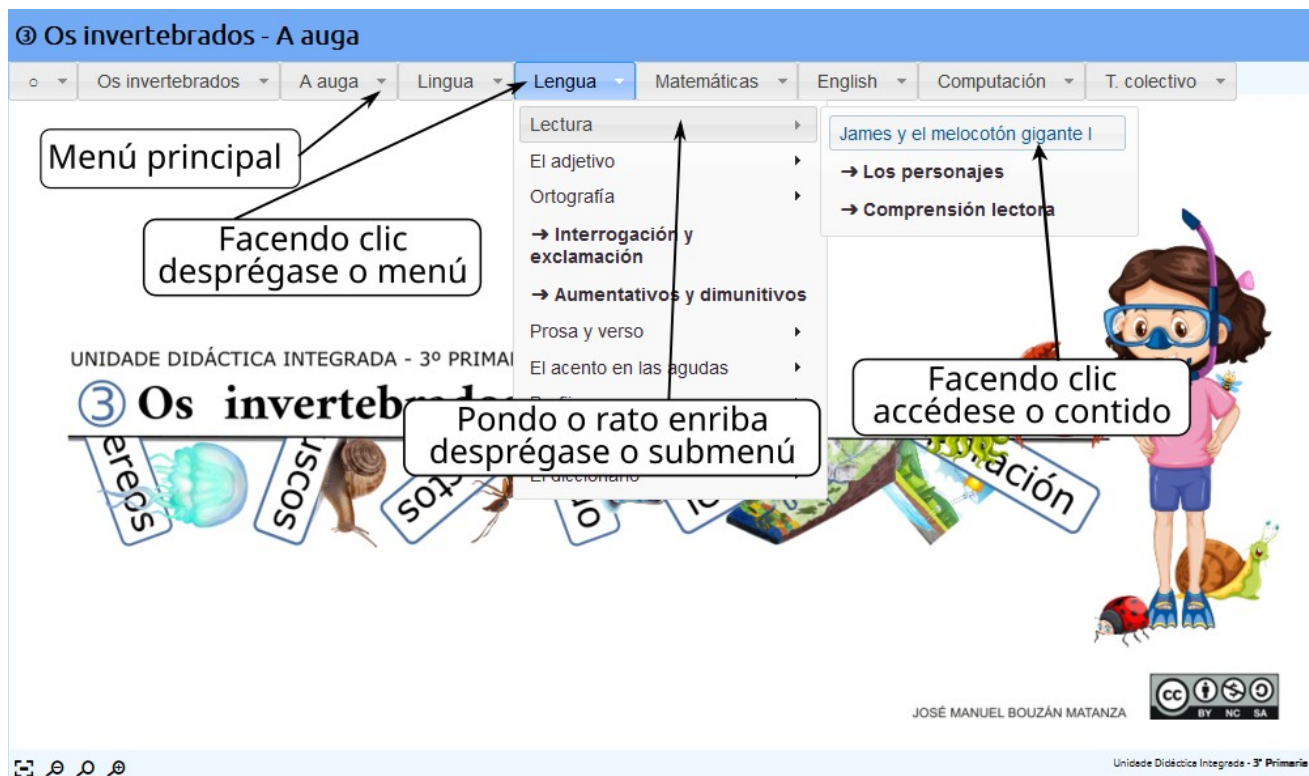 ③ Os invertebrados - A auga
○ Os invertebrados A auga Lingua Lengua Matemáticas English Computación T. colectivo
Menú principal
Facendo clic
desprégase o menú
Lectura
El adjetivo
Ortografía
→ Interrogación y
exclamación
→ Aumentativos y dimunitivos
Prosa y verso
El acento en las agudas
El diccionario
James y el melocotón gigante I
→ Los personajes
→ Comprensión lectora
Pondo o rato enriba
desprégase o submenú
Facendo clic
accédese o contido
UNIDADE DIDÁCTICA INTEGRADA - 3º PRIMA
③ Os inverteb
JOSÉ MANUEL BOUZÁN MATANZA
cc BY NC SA
Unidade Didáctica Integrada - 3º Primaria